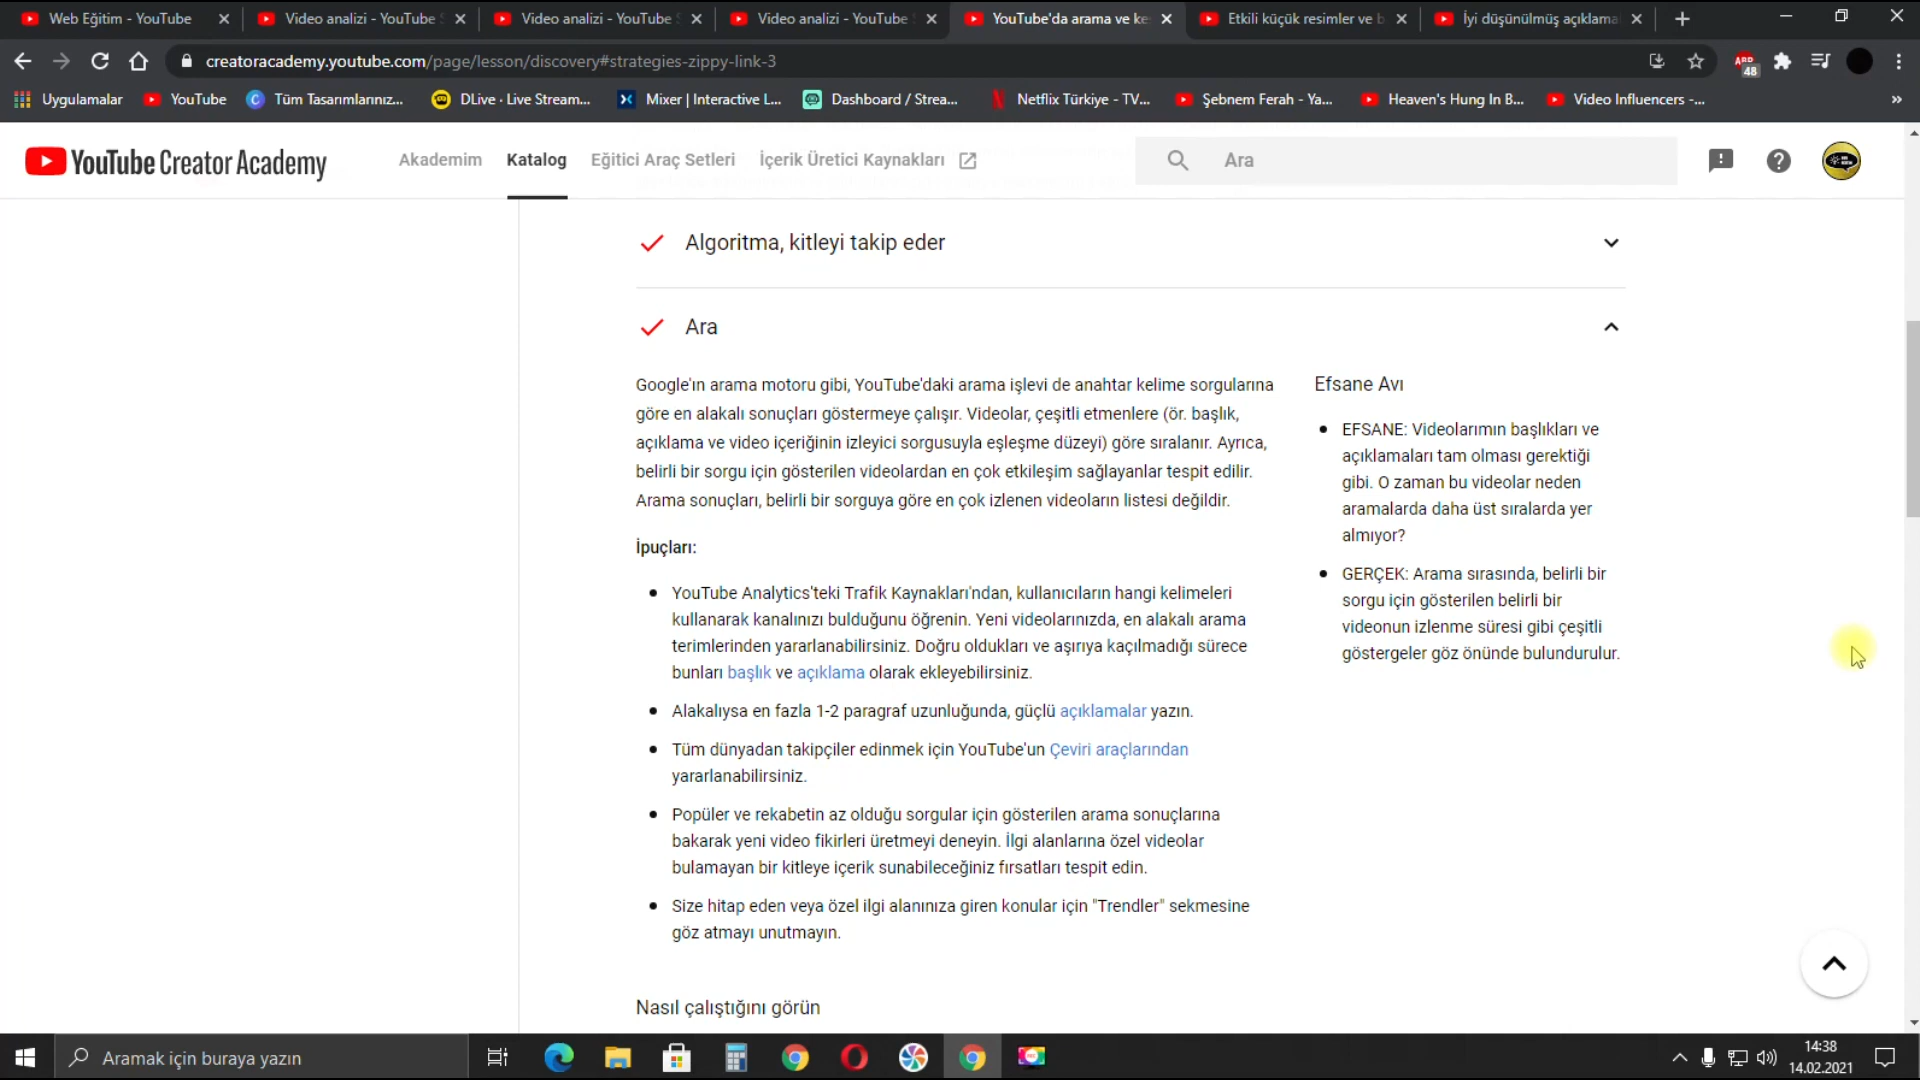 Web Eğitim - YouTube
Video analizi - YouTube
Video analizi - YouTube
Video analizi - YouTube
YouTube'da arama ve ke
Etkili küçük resimler ve b
İyi düşünülmüş açıklama
creatoracademy.youtube.com/page/lesson/discovery#strategies-zippy-link-3
ABP
48
Uygulamalar
YouTube
Tüm Tasarımlarınız...
DLive · Live Stream...
Mixer | Interactive L...
Dashboard / Strea...
Netflix Türkiye - TV...
Şebnem Ferah - Ya...
Heaven's Hung In B...
Video Influencers -...
»
YouTube Creator Academy
Akademim
Katalog
Eğitici Araç Setleri
İçerik Üretici Kaynakları
Ara
Algoritma, kitleyi takip eder
Ara
Google'ın arama motoru gibi, YouTube'daki arama işlevi de anahtar kelime sorgularına
göre en alakalı sonuçları göstermeye çalışır. Videolar, çeşitli etmenlere (ör. başlık,
açıklama ve video içeriğinin izleyici sorgusuyla eşleşme düzeyi) göre sıralanır. Ayrıca,
belirli bir sorgu için gösterilen videolardan en çok etkileşim sağlayanlar tespit edilir.
Arama sonuçları, belirli bir sorguya göre en çok izlenen videoların listesi değildir.
İpuçları:
YouTube Analytics'teki Trafik Kaynakları'ndan, kullanıcıların hangi kelimeleri
kullanarak kanalınızı bulduğunu öğrenin. Yeni videolarınızda, en alakalı arama
terimlerinden yararlanabilirsiniz. Doğru oldukları ve aşırıya kaçılmadığı sürece
bunları başlık ve açıklama olarak ekleyebilirsiniz.
Alakalıysa en fazla 1-2 paragraf uzunluğunda, güçlü açıklamalar yazın.
Tüm dünyadan takipçiler edinmek için YouTube'un Çeviri araçlarından
yararlanabilirsiniz.
Popüler ve rekabetin az olduğu sorgular için gösterilen arama sonuçlarına
bakarak yeni video fikirleri üretmeyi deneyin. İlgi alanlarına özel videolar
bulamayan bir kitleye içerik sunabileceğiniz fırsatları tespit edin.
Size hitap eden veya özel ilgi alanınıza giren konular için "Trendler" sekmesine
göz atmayı unutmayın.
Nasıl çalıştığını görün
Efsane Avı
EFSANE: Videolarımın başlıkları ve
açıklamaları tam olması gerektiği
gibi. O zaman bu videolar neden
aramalarda daha üst sıralarda yer
almıyor?
GERÇEK: Arama sırasında, belirli bir
sorgu için gösterilen belirli bir
videonun izlenme süresi gibi çeşitli
göstergeler göz önünde bulundurulur.
Aramak için buraya yazın
14:38
14.02.2021